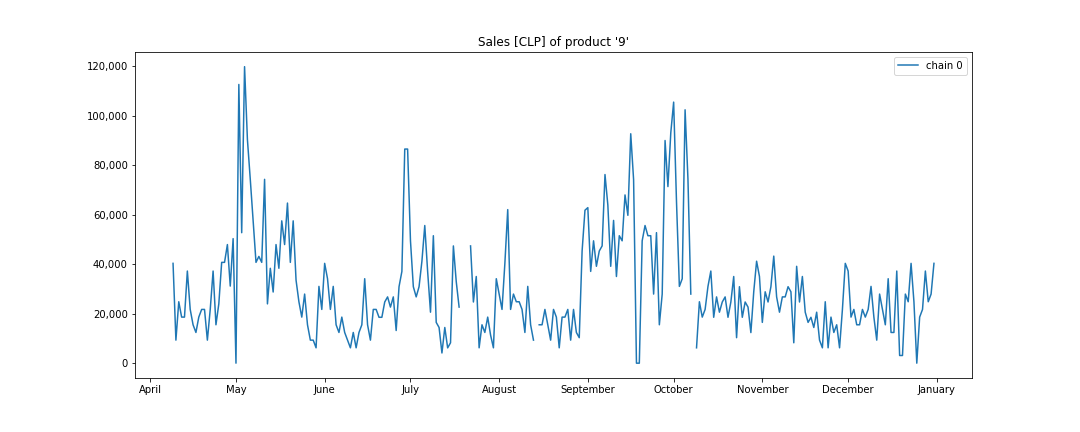 Sales [CLP] of product '9'
chain 0
120,000
100,000
80,000
60,000
40,000
20,000
0
April May June July August September October November December January